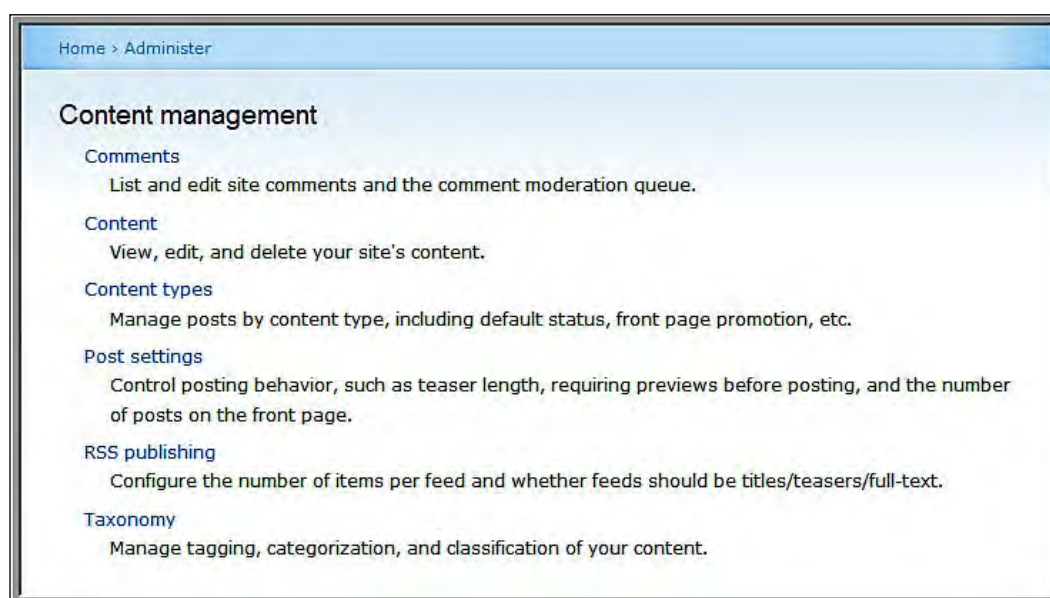 Home › Administer
Content management
Comments
List and edit site comments and the comment moderation queue.
Content
View, edit, and delete your site's content.
Content types
Manage posts by content type, including default status, front page promotion, etc.
Post settings
Control posting behavior, such as teaser length, requiring previews before posting, and the number
of posts on the front page.
RSS publishing
Configure the number of items per feed and whether feeds should be titles/teasers/full-text.
Taxonomy
Manage tagging, categorization, and classification of your content.